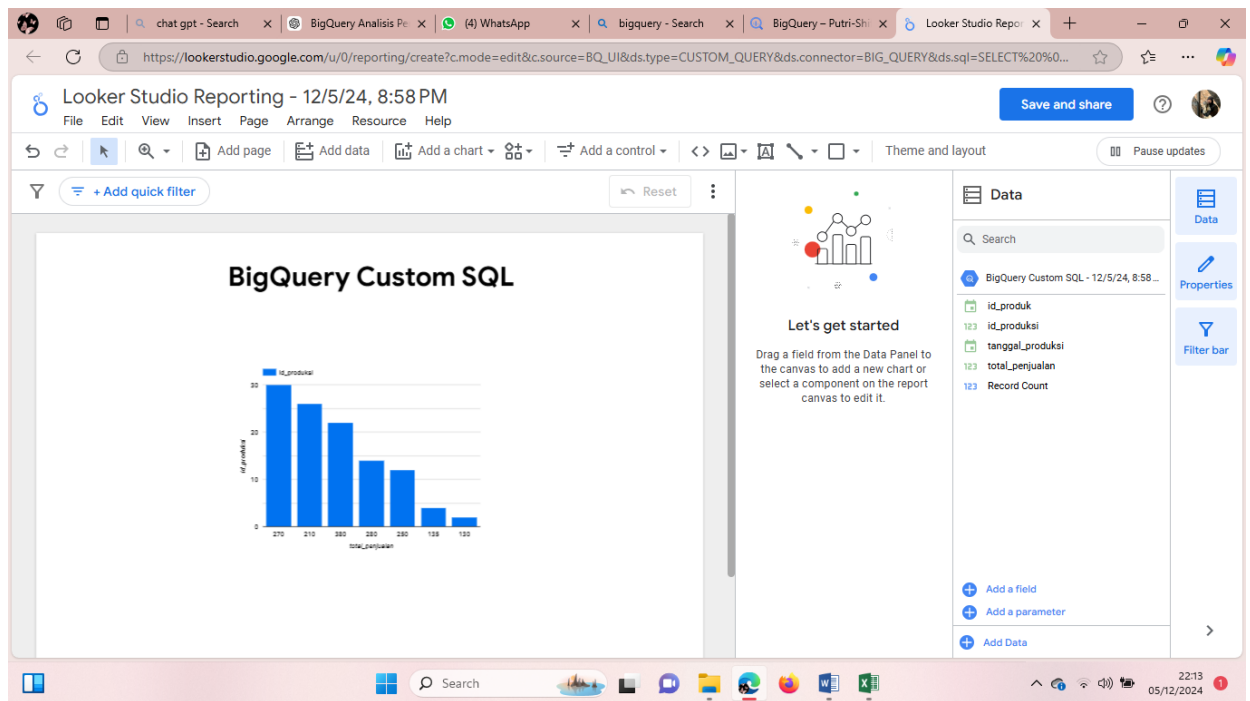 chat gpt - Search
BigQuery Analisis Pe
(4) WhatsApp
bigquery - Search
BigQuery – Putri-Shi
Looker Studio Repor
https://lookerstudio.google.com/u/0/reporting/create?c.mode=edit&c.source=BQ_UI&ds.type=CUSTOM_QUERY&ds.connector=BIG_QUERY&ds.sql=SELECT%20%0...
Looker Studio Reporting - 12/5/24, 8:58 PM
File Edit View Insert Page Arrange Resource Help
Save and share
Add page
Add data
Add a chart
Add a control
Theme and layout
Pause updates
+ Add quick filter
Reset
BigQuery Custom SQL
id_produksi
30
20
10
0
id_produksi
270 210 350 280 250 135 130
total_penjualan
Let's get started
Drag a field from the Data Panel to
the canvas to add a new chart or
select a component on the report
canvas to edit it.
Data
Search
BigQuery Custom SQL - 12/5/24, 8:58 ...
id_produk
123 id_produksi
tanggal_produksi
123 total_penjualan
123 Record Count
Add a field
Add a parameter
Add Data
Data
Properties
Filter bar
Search
22:13
05/12/2024
1